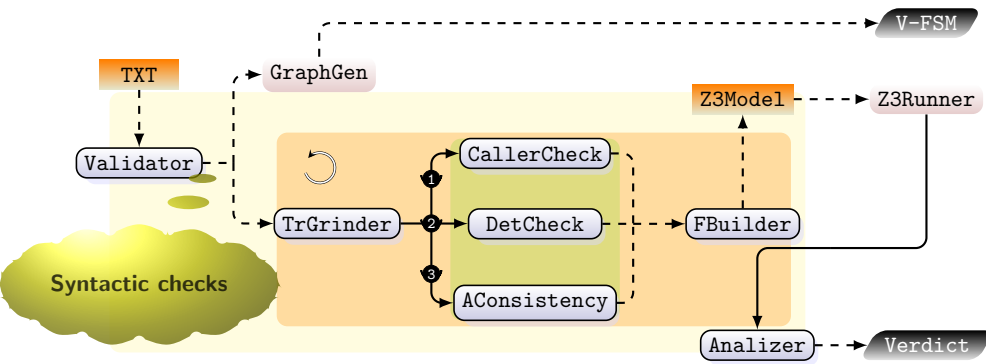 V-FSM
TXT
GraphGen
Z3Model
Z3Runner
Validator
CallerCheck
1
TrGrinder
2
DetCheck
FBuilder
3
Syntactic checks
AConsistency
Analizer
Verdict